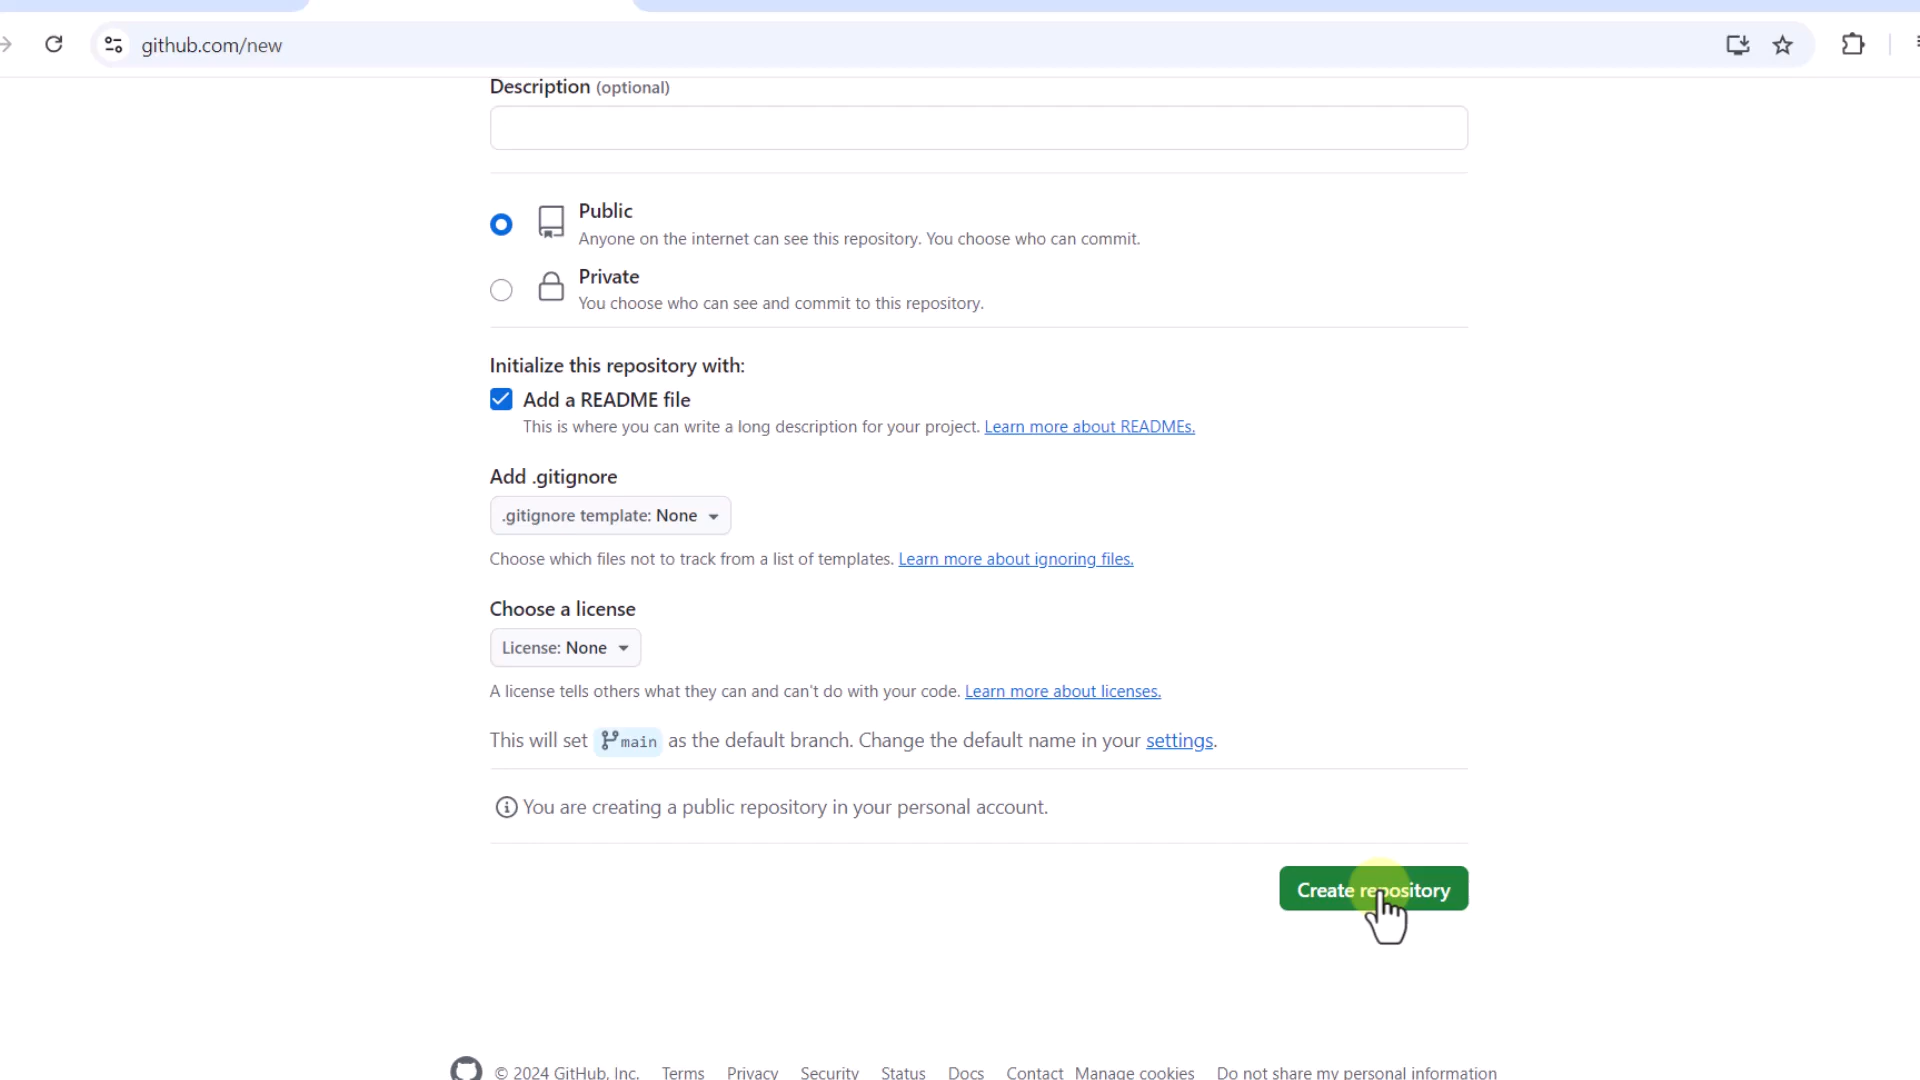 github.com/new
Description (optional)
Public
Anyone on the internet can see this repository. You choose who can commit.
Private
You choose who can see and commit to this repository.
Initialize this repository with:
Add a README file
This is where you can write a long description for your project. Learn more about READMEs.
Add .gitignore
.gitignore template: None
Choose which files not to track from a list of templates. Learn more about ignoring files.
Choose a license
License: None
A license tells others what they can and can't do with your code. Learn more about licenses.
This will set main as the default branch. Change the default name in your settings.
You are creating a public repository in your personal account.
Create repository
© 2024 GitHub, Inc. Terms Privacy Security Status Docs Contact Manage cookies Do not share my personal information